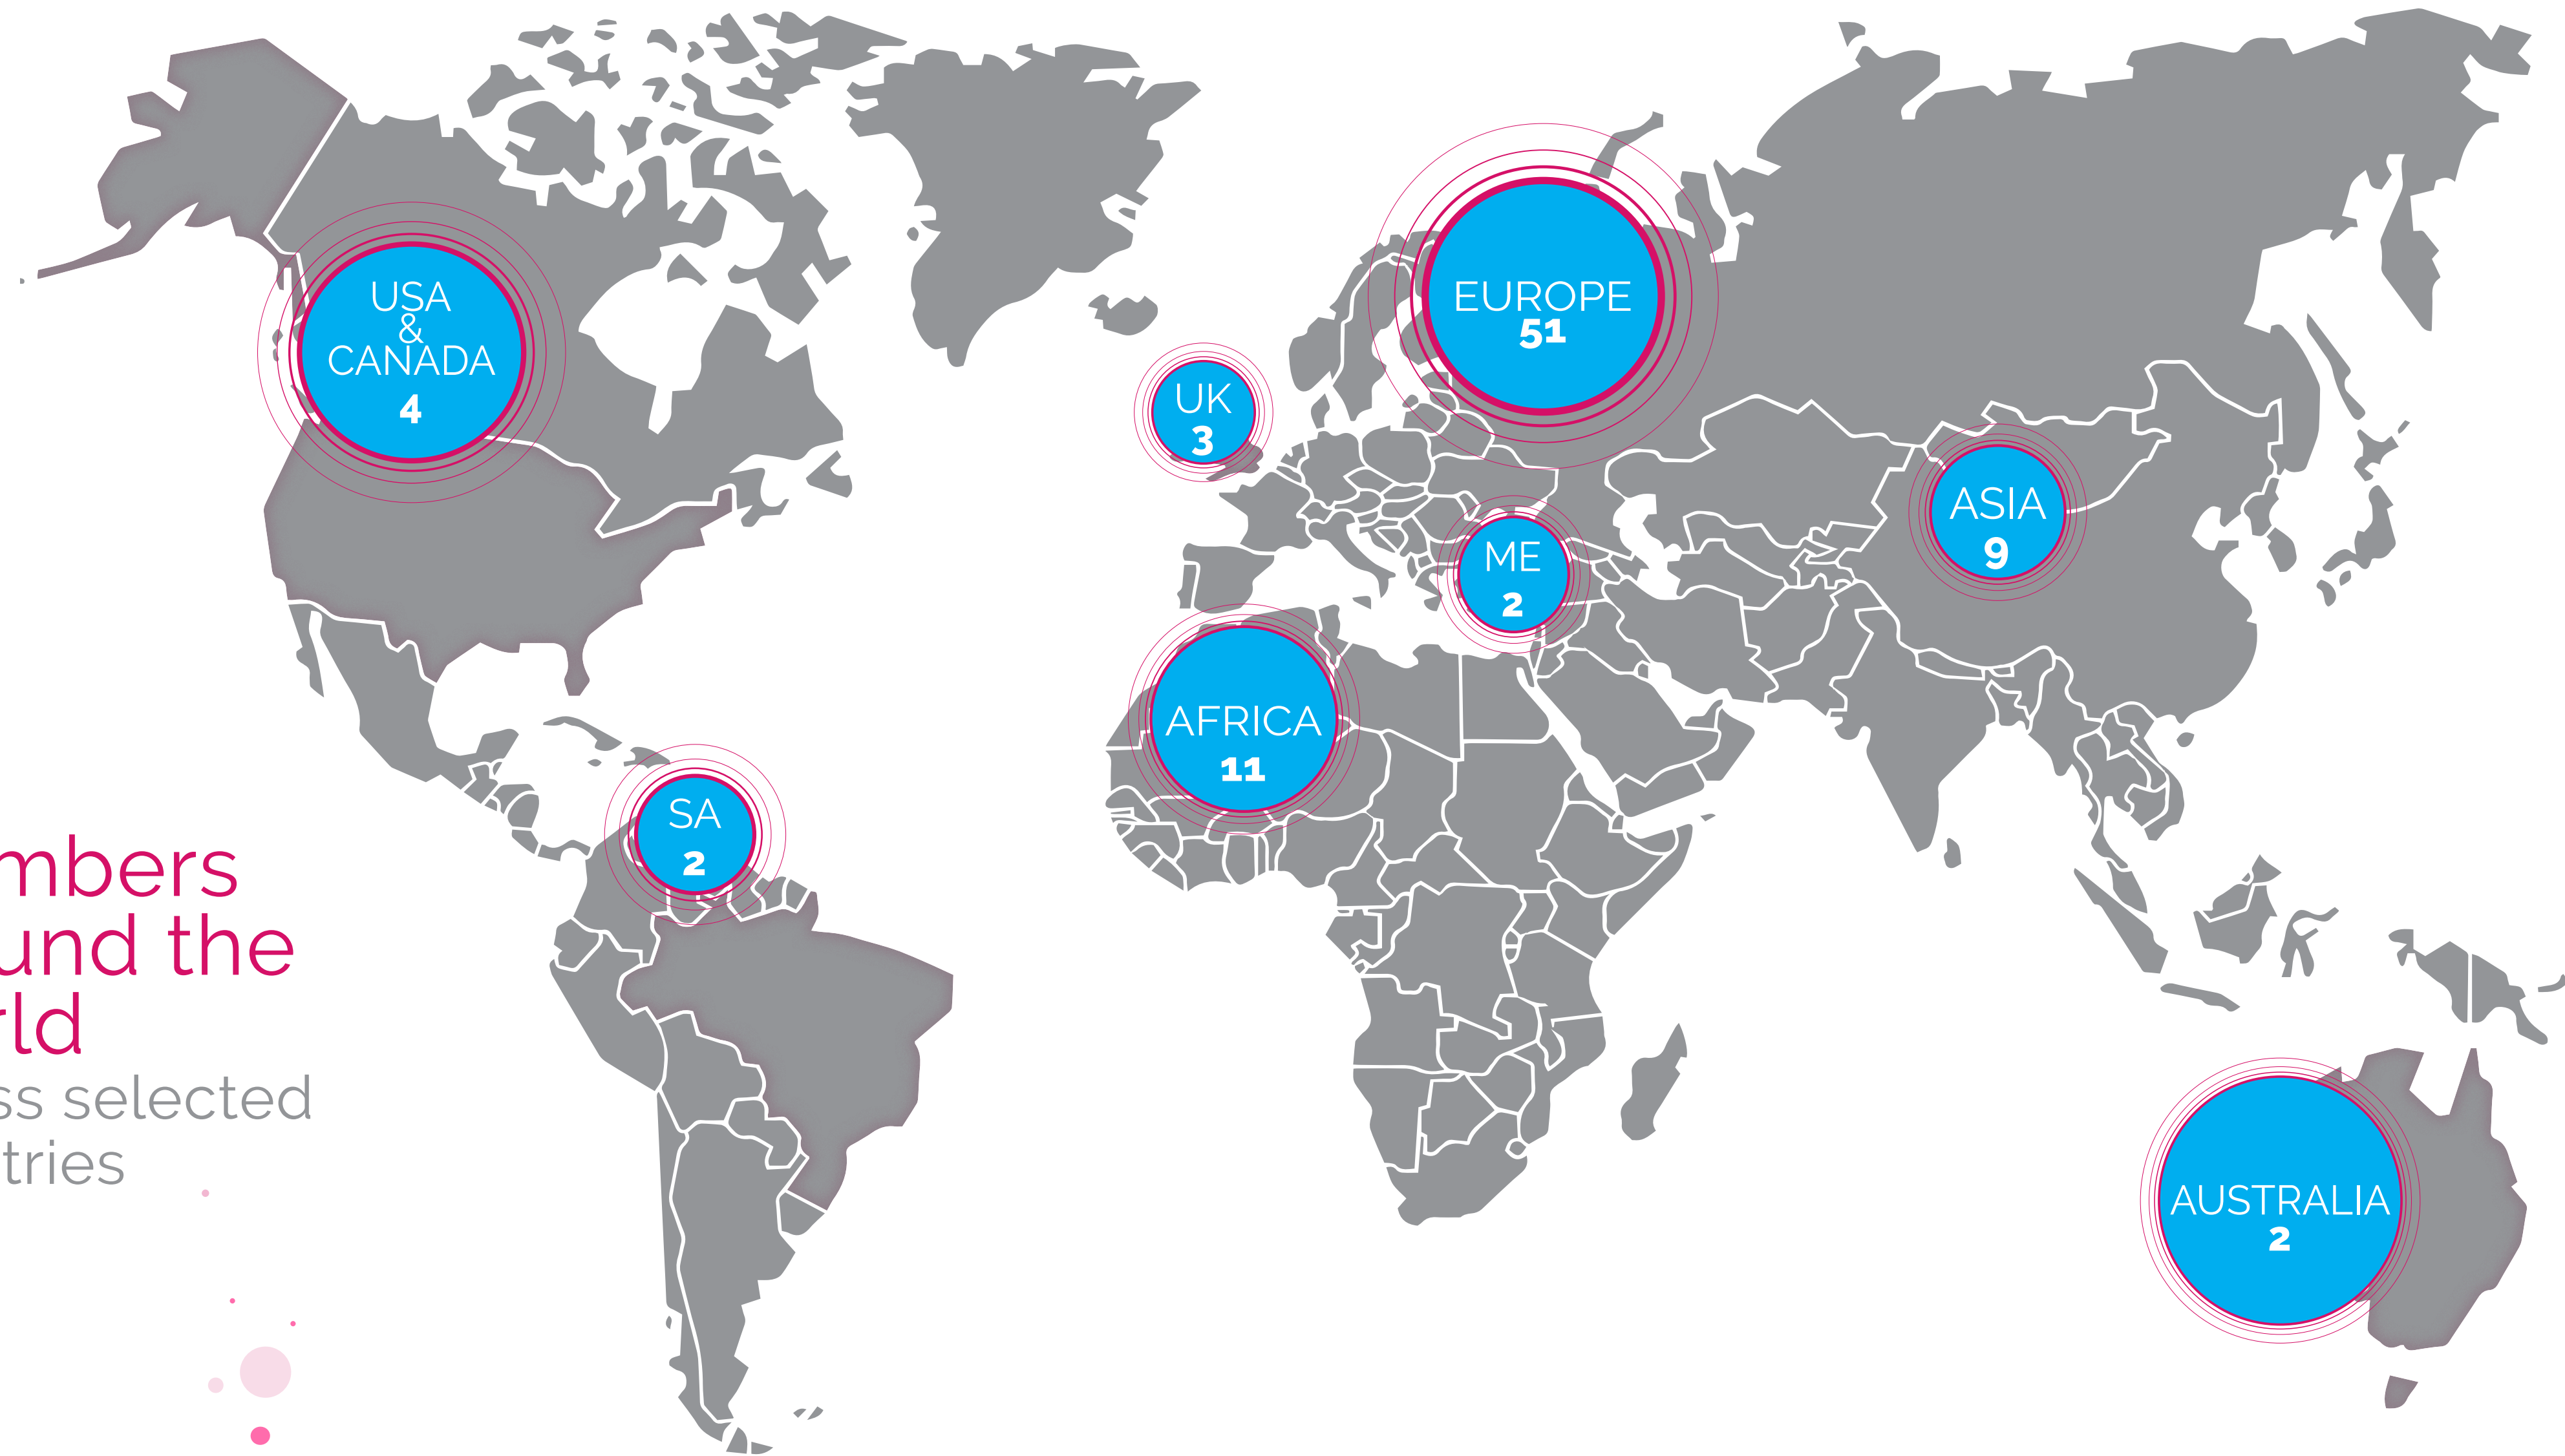 USA
&
CANADA
4
EUROPE
51
UK
3
ASIA
9
ME
2
AFRICA
11
SA
2
AUSTRALIA
2
mbers
und the
rld
ss selected
tries